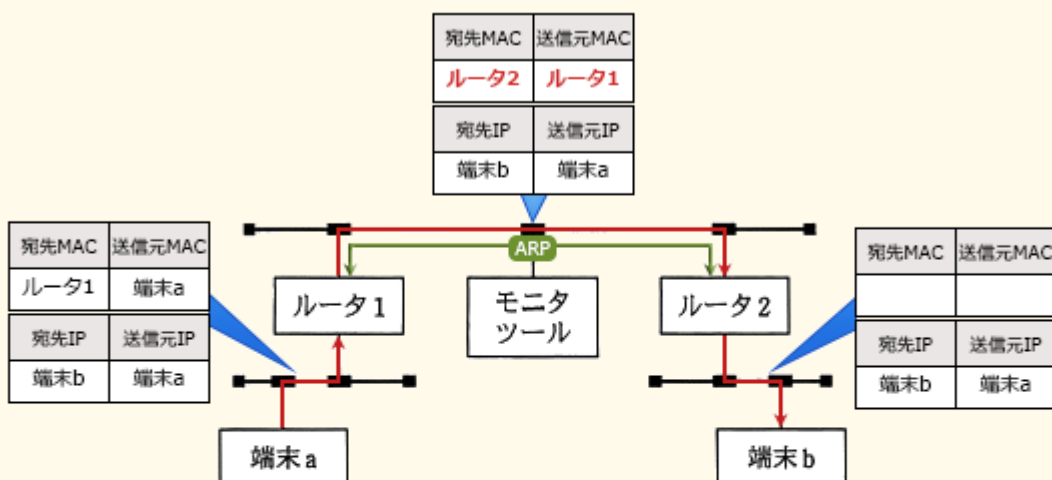 宛先MAC 送信元MAC
ルータ2 ルータ1
宛先IP 送信元IP
端末b 端末a
宛先MAC 送信元MAC
ルータ1 端末a
宛先IP 送信元IP
端末b 端末a
ARP
ルータ1
モニタ
ツール
ルータ2
宛先MAC 送信元MAC
宛先IP 送信元IP
端末b 端末a
端末a
端末b